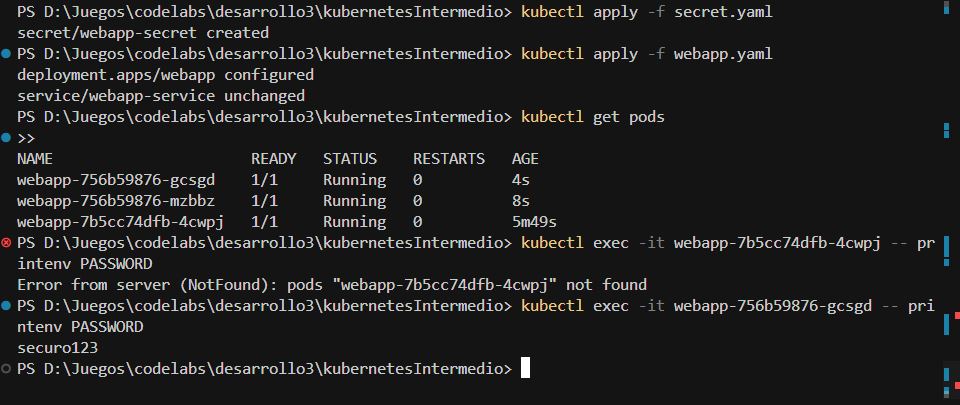 PS D:\Juegos\codelabs\desarrollo3\kubernetesIntermedio> kubectl apply -f secret.yaml
secret/webapp-secret created
PS D:\Juegos\codelabs\desarrollo3\kubernetesIntermedio> kubectl apply -f webapp.yaml
deployment.apps/webapp configured
service/webapp-service unchanged
PS D:\Juegos\codelabs\desarrollo3\kubernetesIntermedio> kubectl get pods
>>
NAME                      READY   STATUS    RESTARTS   AGE
webapp-756b59876-gcsgd    1/1     Running   0          4s
webapp-756b59876-mzbbz    1/1     Running   0          8s
webapp-7b5cc74dfb-4cwpj   1/1     Running   0          5m49s
PS D:\Juegos\codelabs\desarrollo3\kubernetesIntermedio> kubectl exec -it webapp-7b5cc74dfb-4cwpj -- pr
intenv PASSWORD
Error from server (NotFound): pods "webapp-7b5cc74dfb-4cwpj" not found
PS D:\Juegos\codelabs\desarrollo3\kubernetesIntermedio> kubectl exec -it webapp-756b59876-gcsgd -- pri
ntenv PASSWORD
securo123
PS D:\Juegos\codelabs\desarrollo3\kubernetesIntermedio>